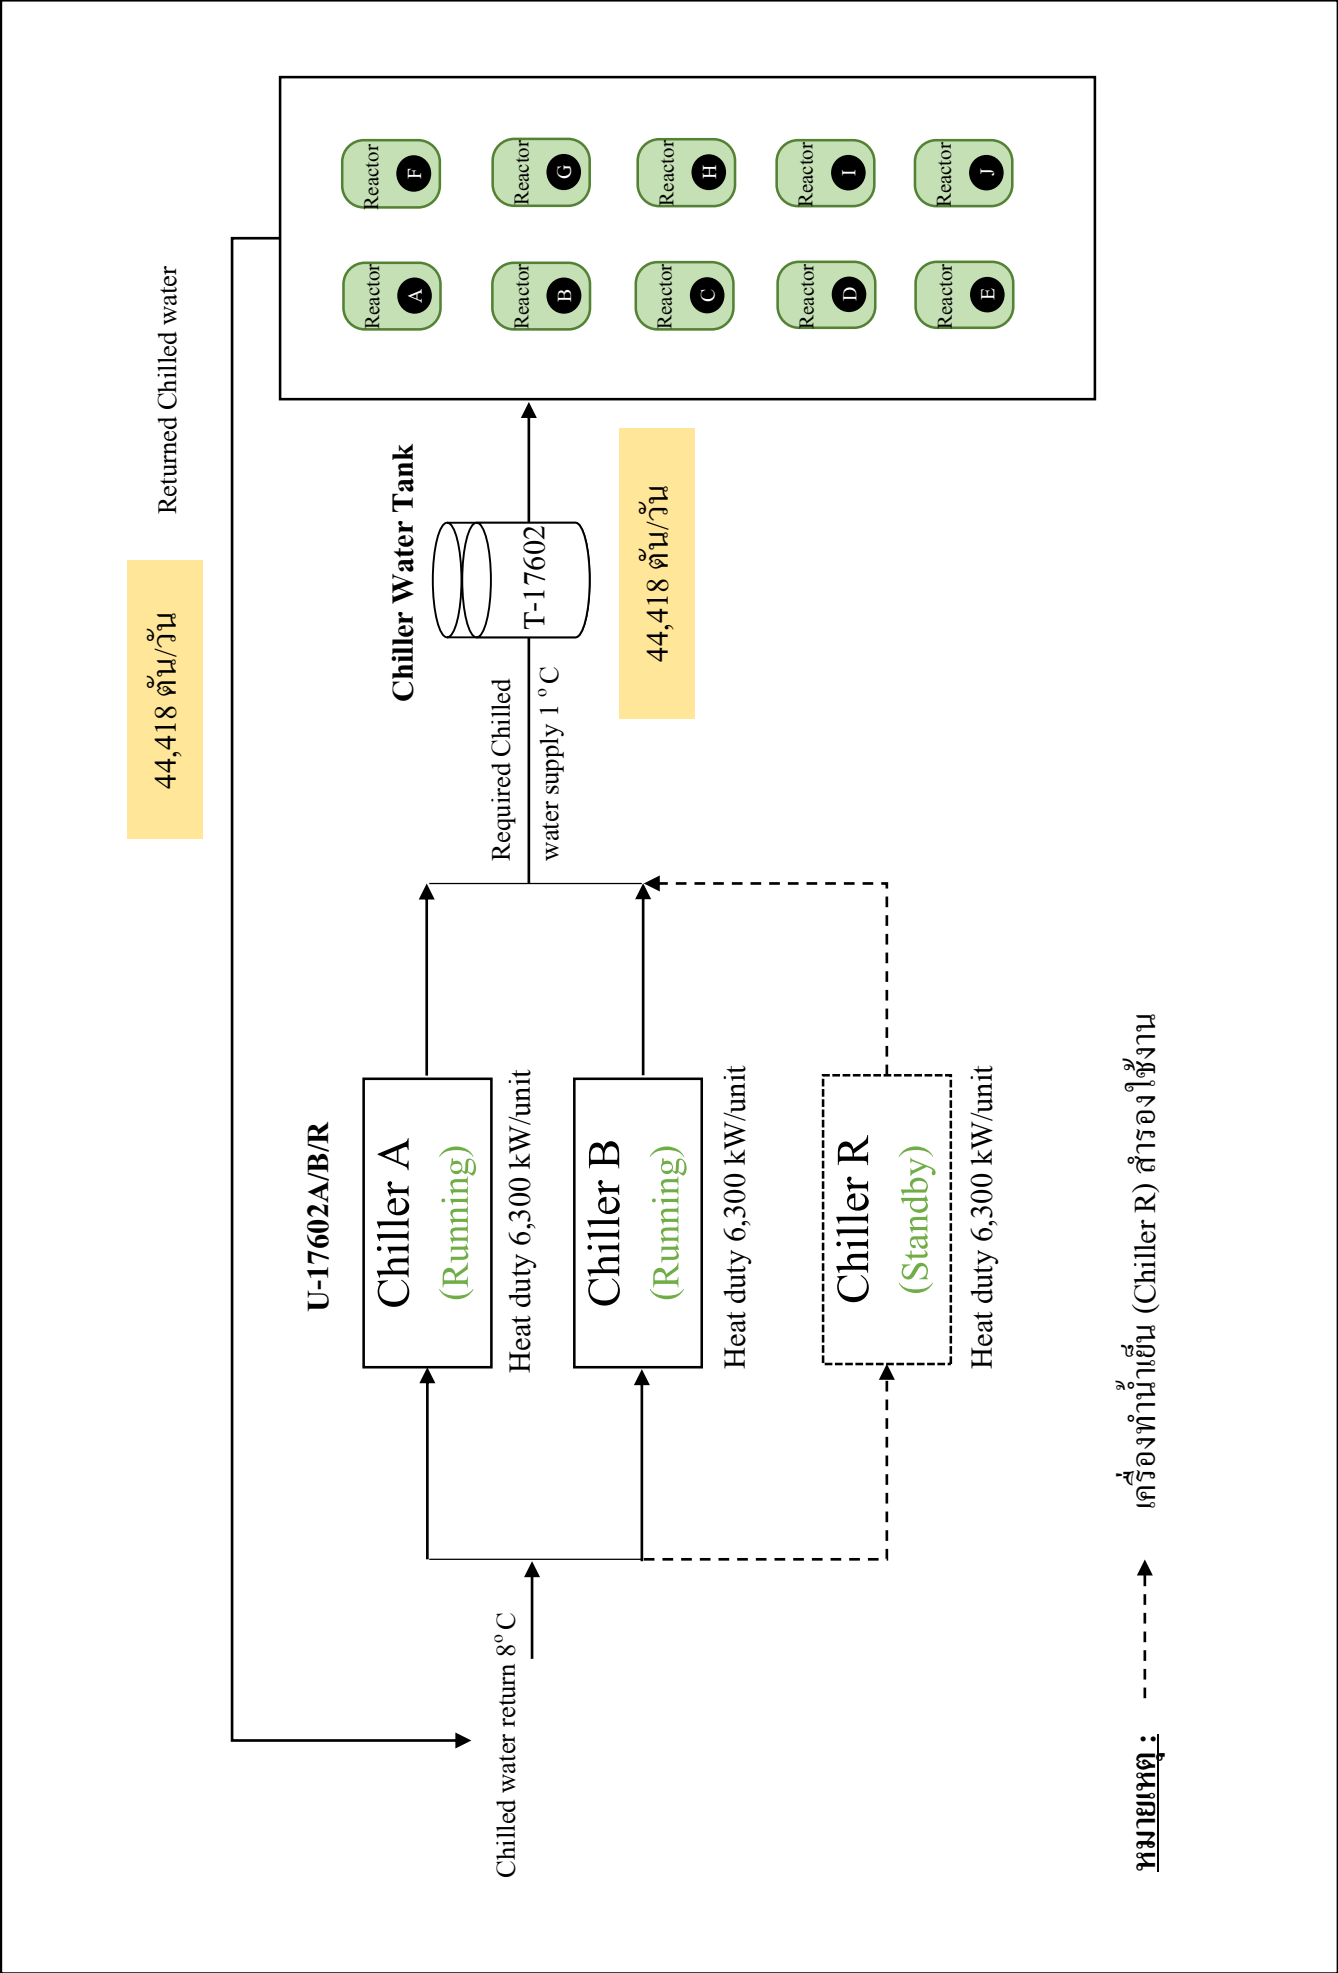 44,418 ตัน/วัน
Returned Chilled water
U-17602A/B/R
Chiller Water Tank
Chiller A
(Running)
Heat duty 6,300 kW/unit
Chilled water return 8° C
Required Chilled
water supply 1 ° C
T-17602
Chiller B
(Running)
Heat duty 6,300 kW/unit
44,418 ตัน/วัน
Chiller R
(Standby)
Heat duty 6,300 kW/unit
Reactor
A
Reactor
F
Reactor
B
Reactor
G
Reactor
C
Reactor
H
Reactor
D
Reactor
I
Reactor
E
Reactor
J
หมายเหตุ : เครื่องทำน้ำเย็น (Chiller R) สำรองใช้งาน